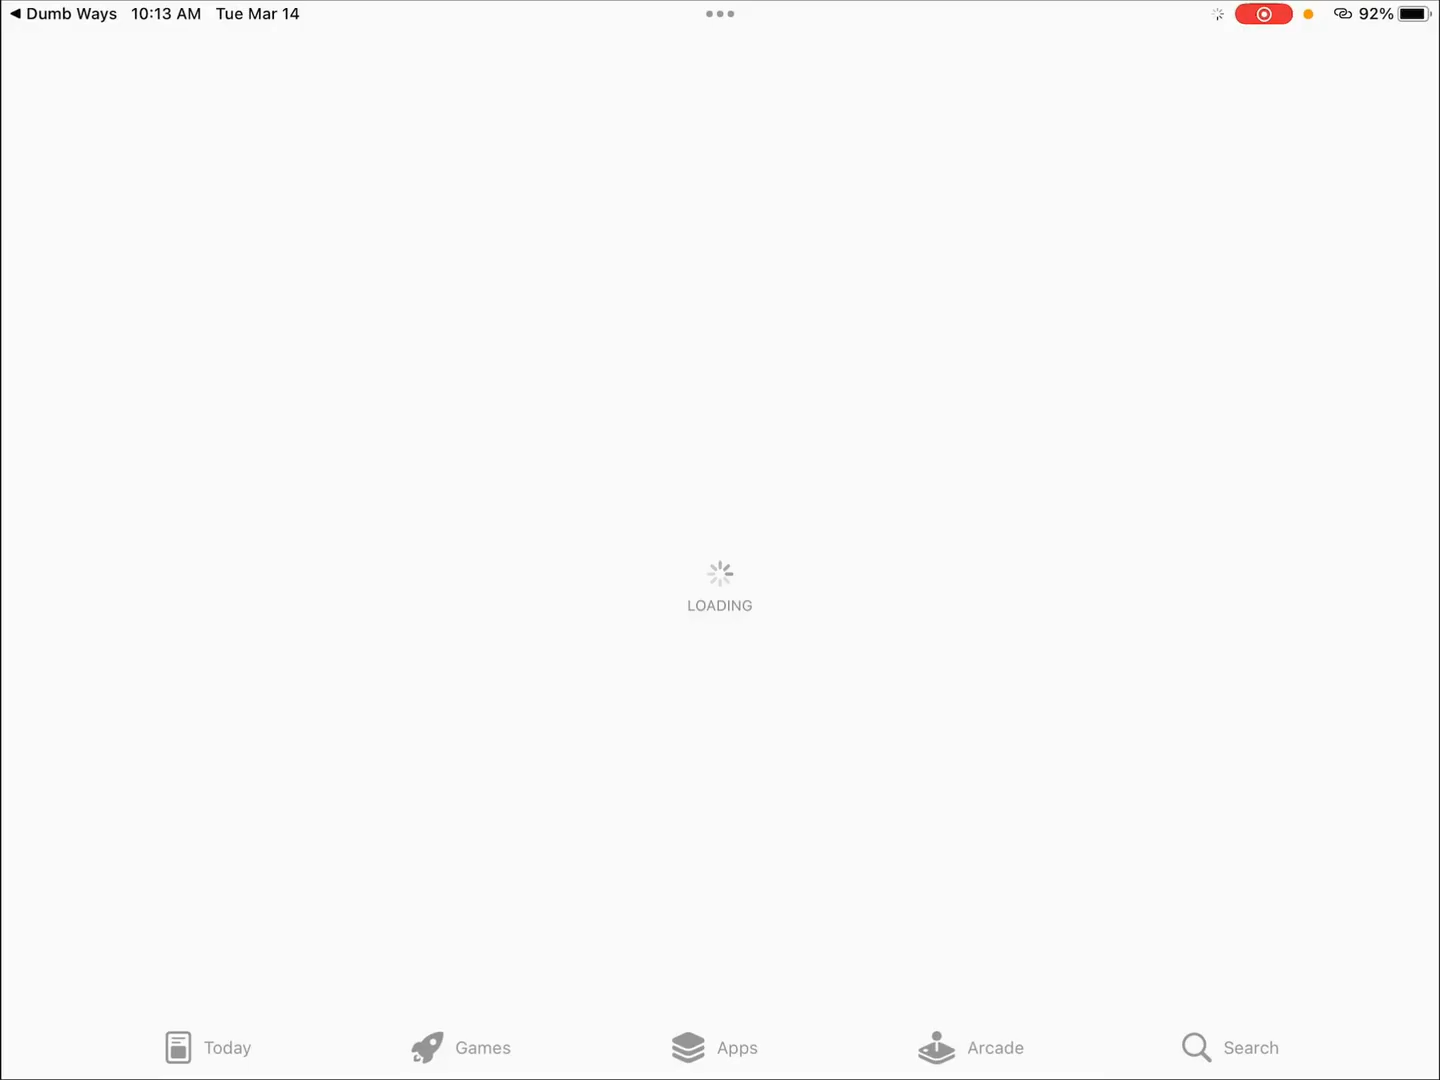 ◀ Dumb Ways 10:13 AM Tue Mar 14
92%
LOADING
Today
Games
Apps
Arcade
Search